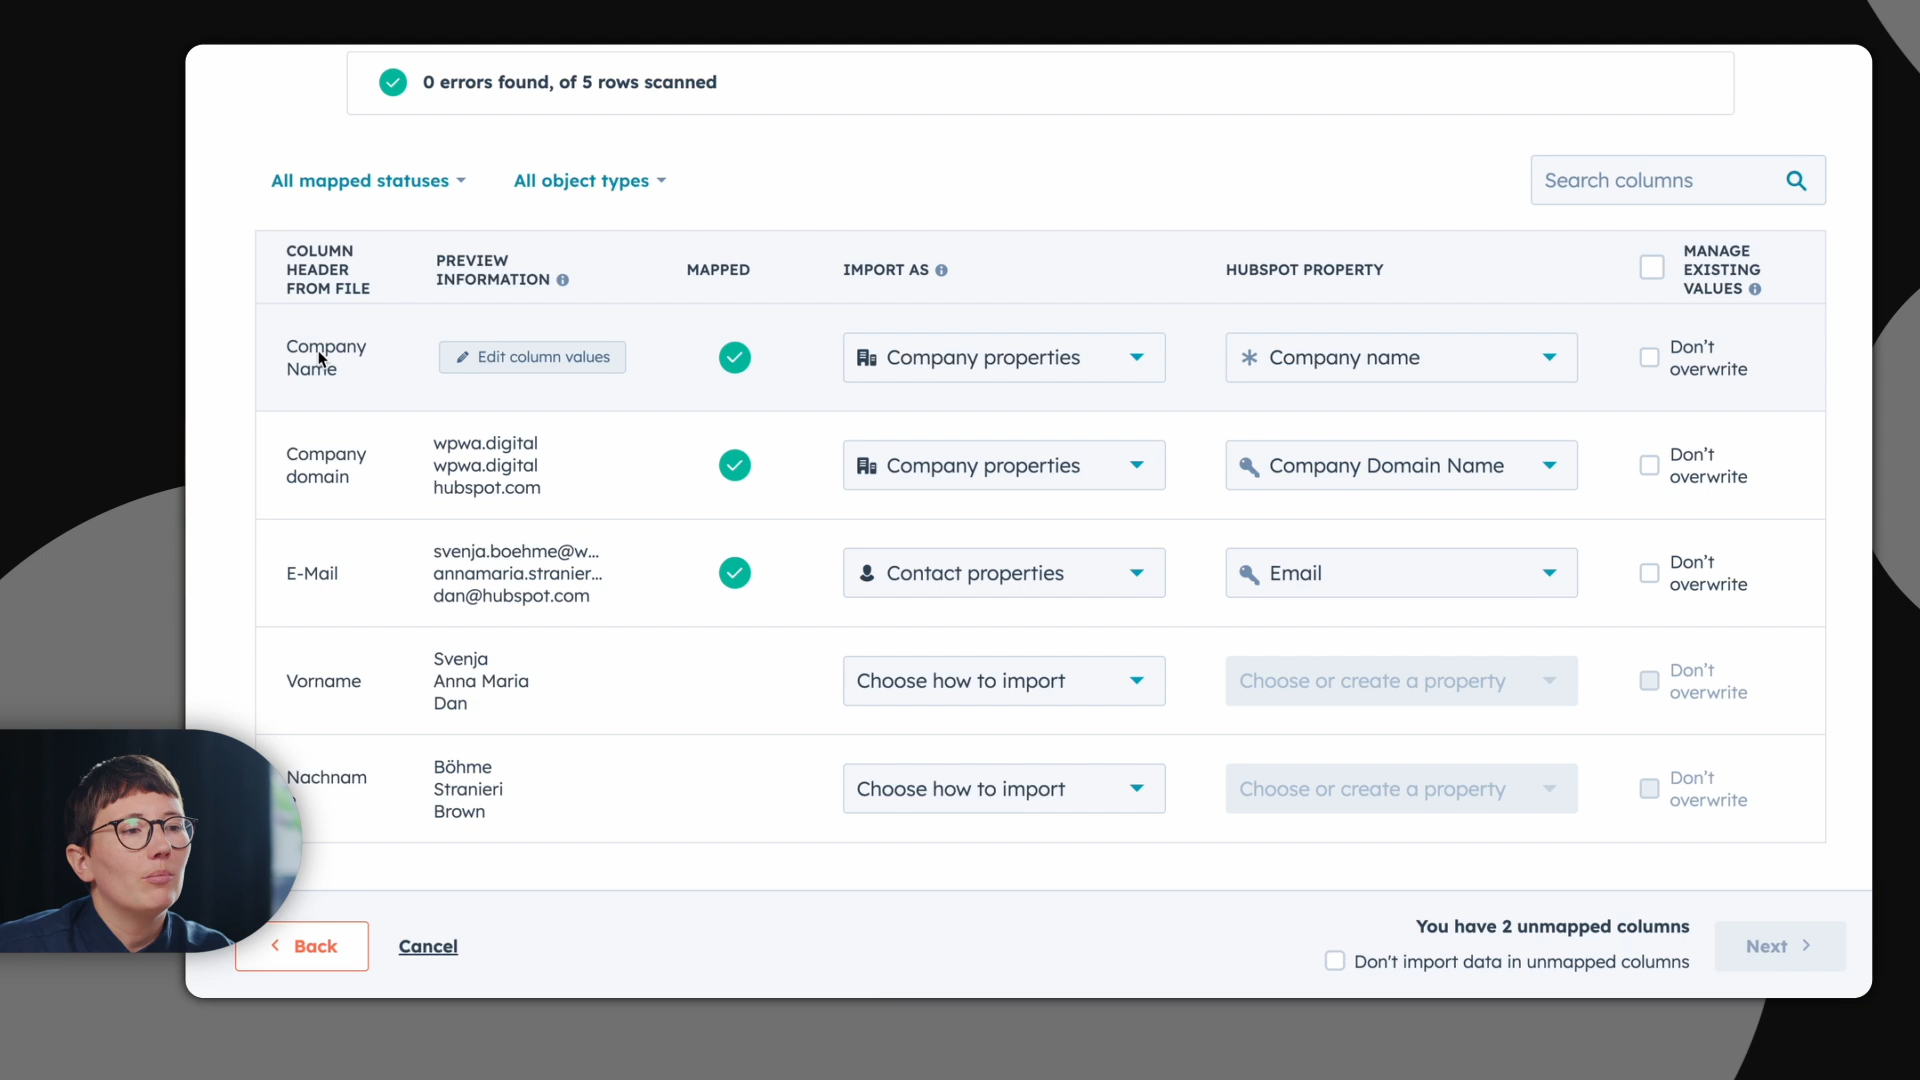 0 errors found, of 5 rows scanned
All mapped statuses
All object types
Search columns
COLUMN
HEADER
FROM FILE
PREVIEW
INFORMATION
MAPPED
IMPORT AS
HUBSPOT PROPERTY
MANAGE
EXISTING
VALUES
Company
Name
Edit column values
Company properties
Company name
Don't
overwrite
Company
domain
wpwa.digital
wpwa.digital
hubspot.com
Company properties
Company Domain Name
Don't
overwrite
E-Mail
svenja.boehme@w...
annamaria.stranier...
dan@hubspot.com
Contact properties
Email
Don't
overwrite
Vorname
Svenja
Anna Maria
Dan
Choose how to import
Choose or create a property
Don't
overwrite
Nachnam
Böhme
Stranieri
Brown
Choose how to import
Choose or create a property
Don't
overwrite
Back
Cancel
You have 2 unmapped columns
Don't import data in unmapped columns
Next